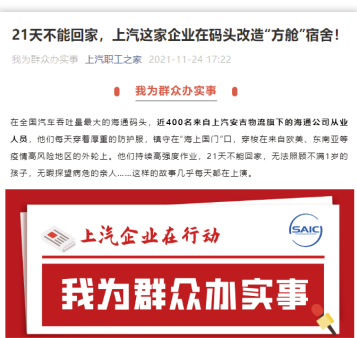 21天不能回家，上汽这家企业在码头改造“方舱”宿舍！
我为群众办实事 上汽职工之家 2021-11-24 17:22
我为群众办实事
在全国汽车吞吐量最大的海通码头，近400名来自上汽安吉物流旗下的海通公司从业
人员，他们每天穿着厚重的防护服，镇守在“海上国门”口，穿梭在来自欧美、东南亚等
疫情高风险地区的外轮上。他们持续高强度作业，21天不能回家，无法照顾不满1岁的
孩子，无暇探望病危的亲人……这样的故事几乎每天都在上演。
上汽企业在行动
SAIC
我为群众办实事